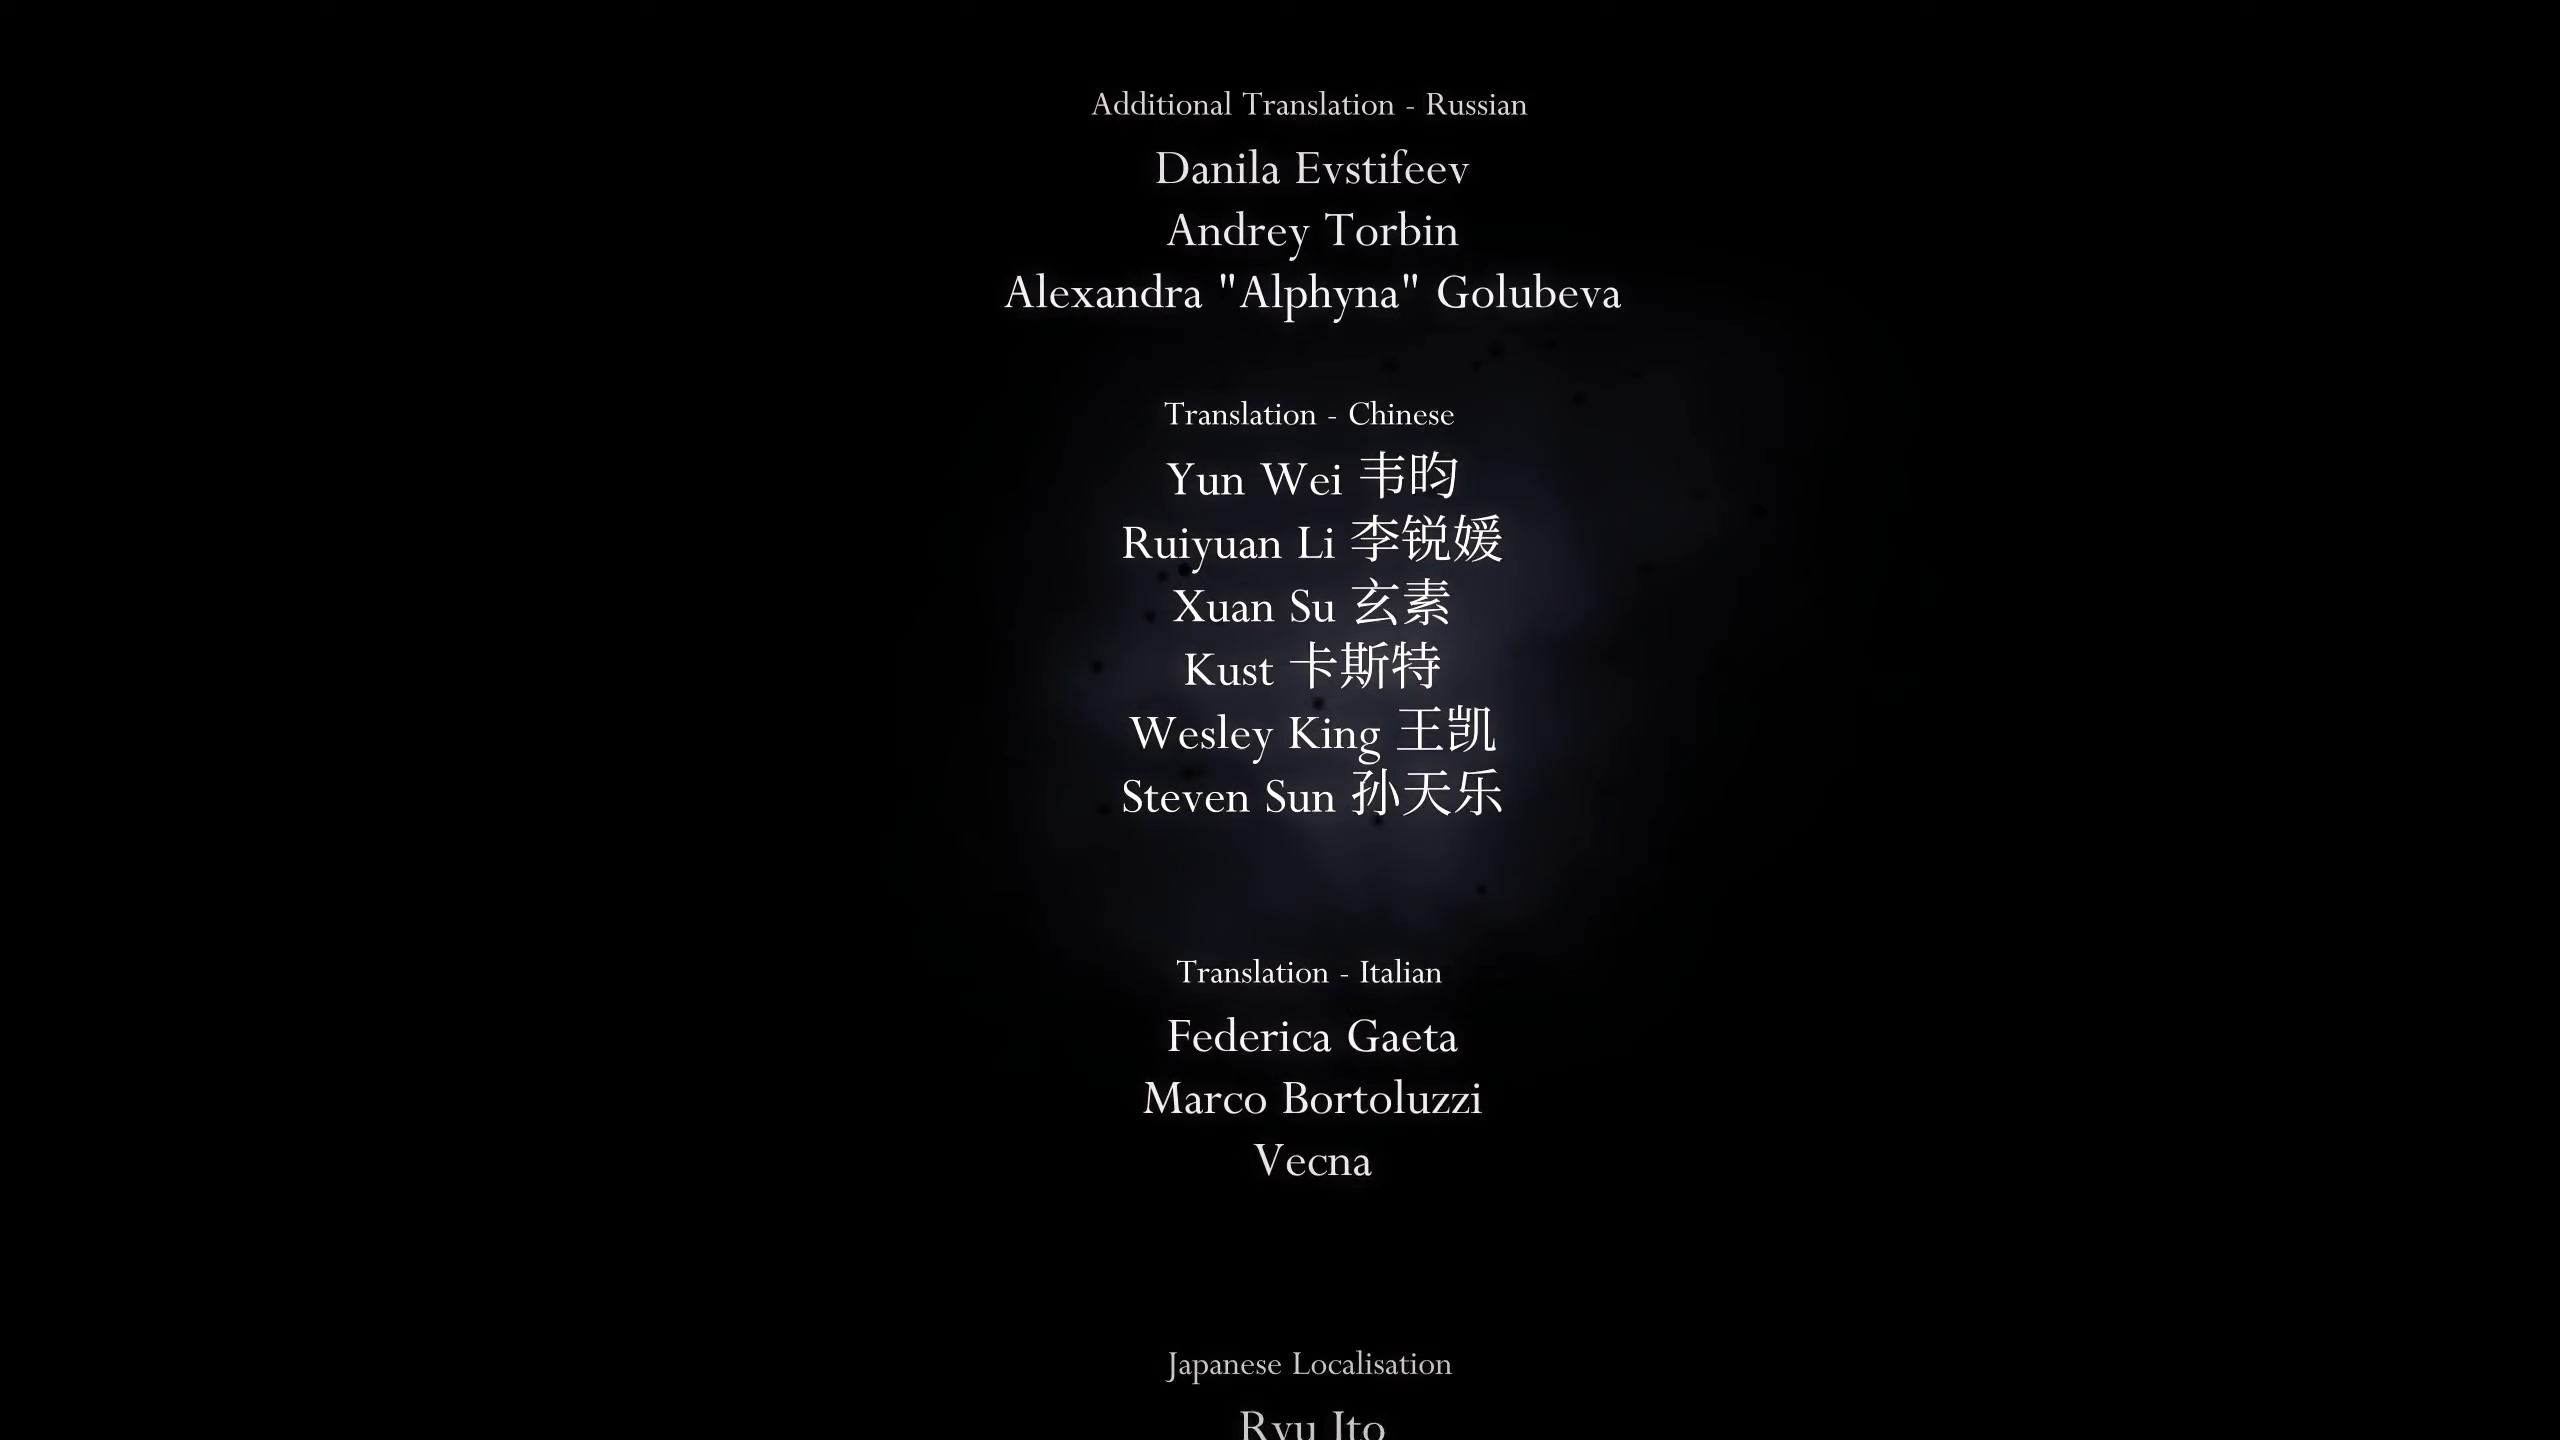 Additional Translation - Russian
Danila Evstifeev
Andrey Torbin
Alexandra "Alphyna" Golubeva
Translation - Chinese
Yun Wei 韦昀
Ruiyuan Li 李锐媛
Xuan Su 玄素
Kust 卡斯特
Wesley King 王凯
Steven Sun 孙天乐
Translation - Italian
Federica Gaeta
Marco Bortoluzzi
Vecna
Japanese Localisation
Ryu Ito